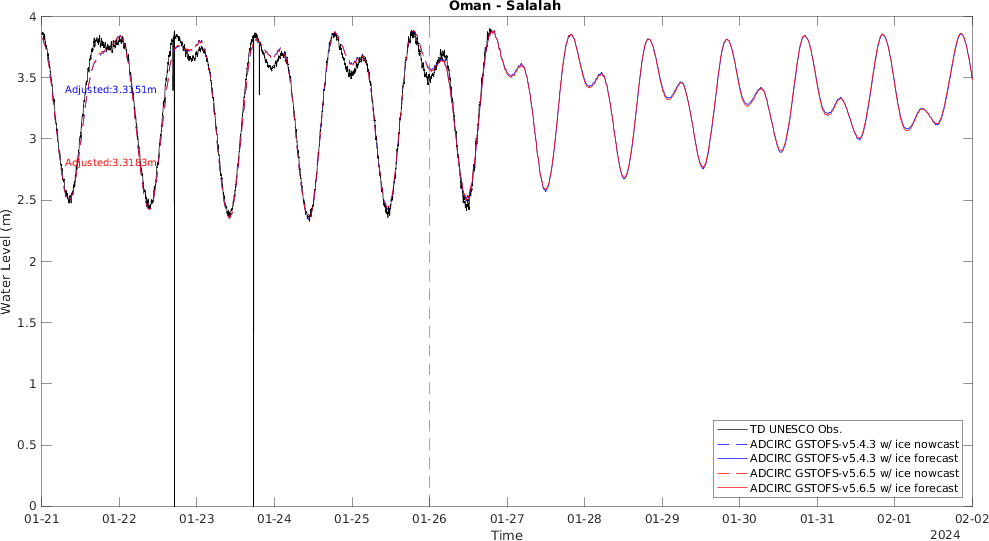 Oman - Salalah
4
3.5
3
2.5
2
1.5
1
0.5
0
Water Level (m)
Adjusted:3.3151m
Adjusted:3.3183m
TD UNESCO Obs.
ADCIRC GSTOFS-v5.4.3 w/ ice nowcast
ADCIRC GSTOFS-v5.4.3 w/ ice forecast
ADCIRC GSTOFS-v5.6.5 w/ ice nowcast
ADCIRC GSTOFS-v5.6.5 w/ ice forecast
01-21 01-22 01-23 01-24 01-25 01-26 01-27 01-28 01-29 01-30 01-31 02-01 02-02
Time
2024